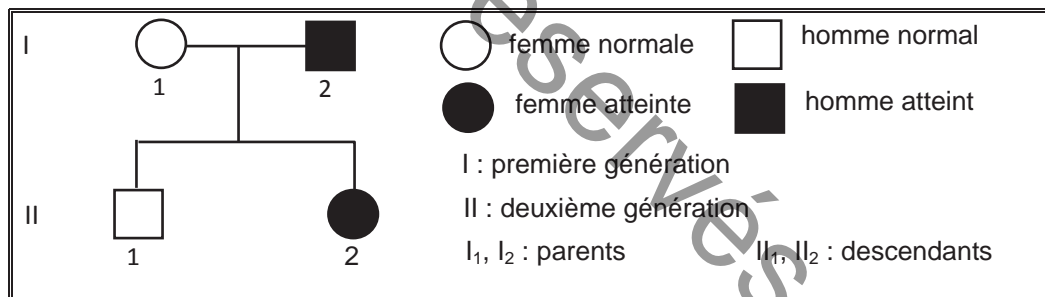 I
1
2
femme normale
homme normal
femme atteinte
homme atteint
I : première génération
II
II : deuxième génération
1
2
I1, I2 : parents
II1, II2 : descendants
eservés